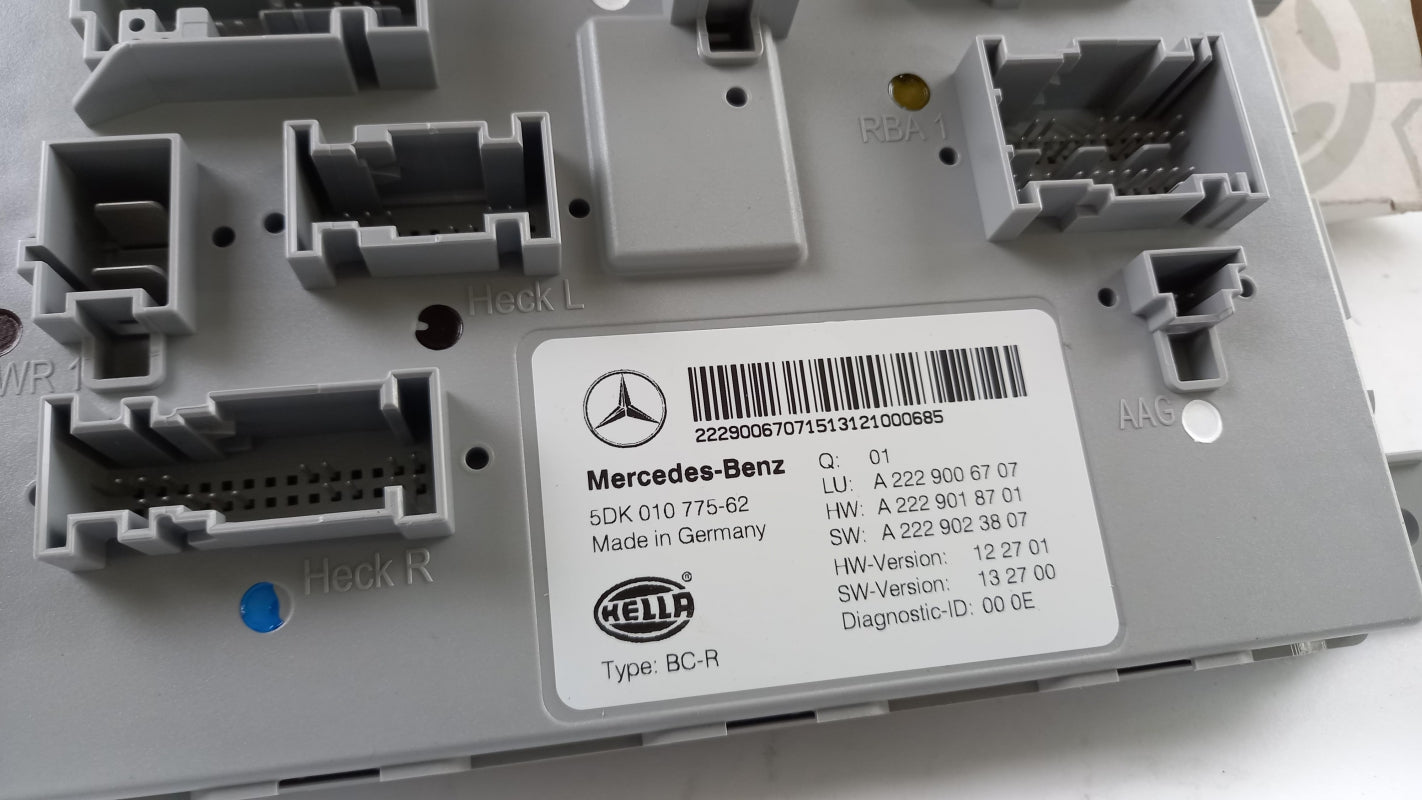 RBA 1
Heck L
WR 1
AAG
Heck R
22290067071513121000685
Mercedes-Benz
5DK 010 775-62
Made in Germany
HELLA®
Type: BC-R
Q: 01
LU: A 222 900 67 07
HW: A 222 901 87 01
SW: A 222 902 38 07
HW-Version: 12 27 01
SW-Version: 13 27 00
Diagnostic-ID: 00 0E